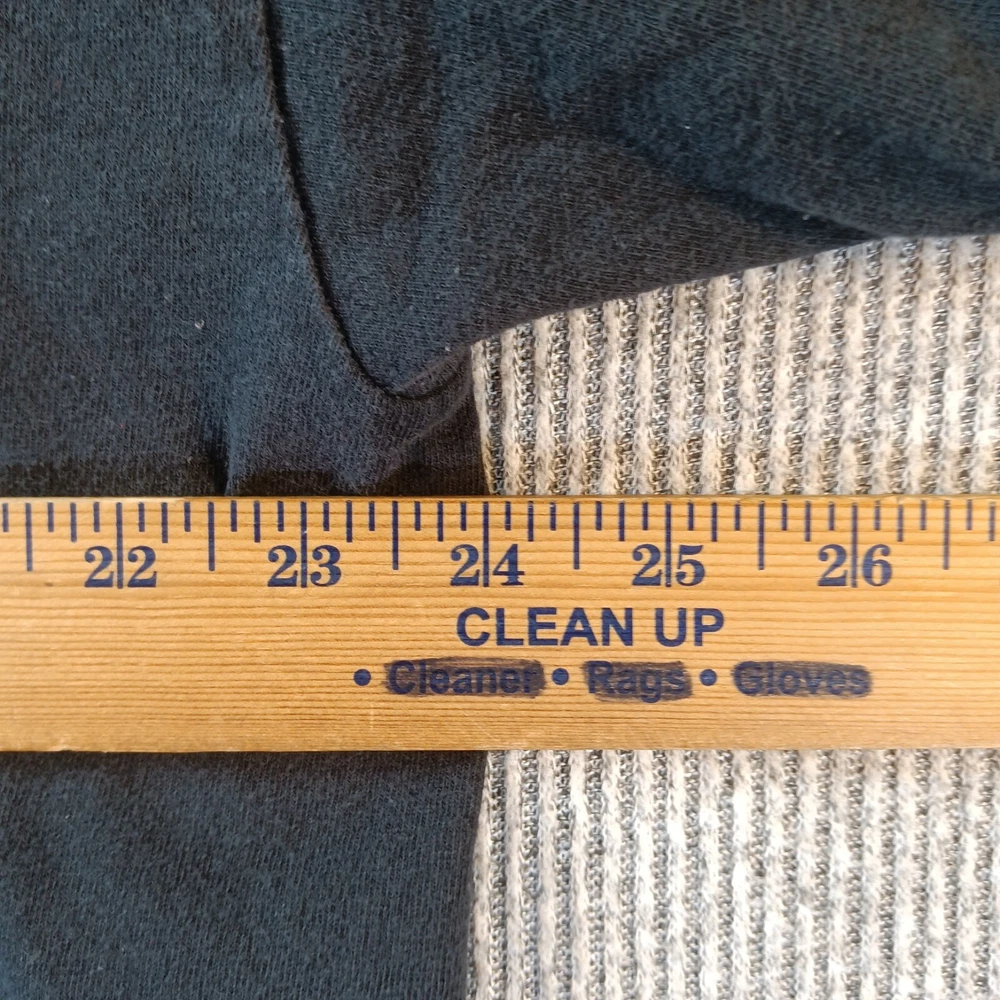 22 23 24 25 26
CLEAN UP
• Cleaner • Rags • Gloves